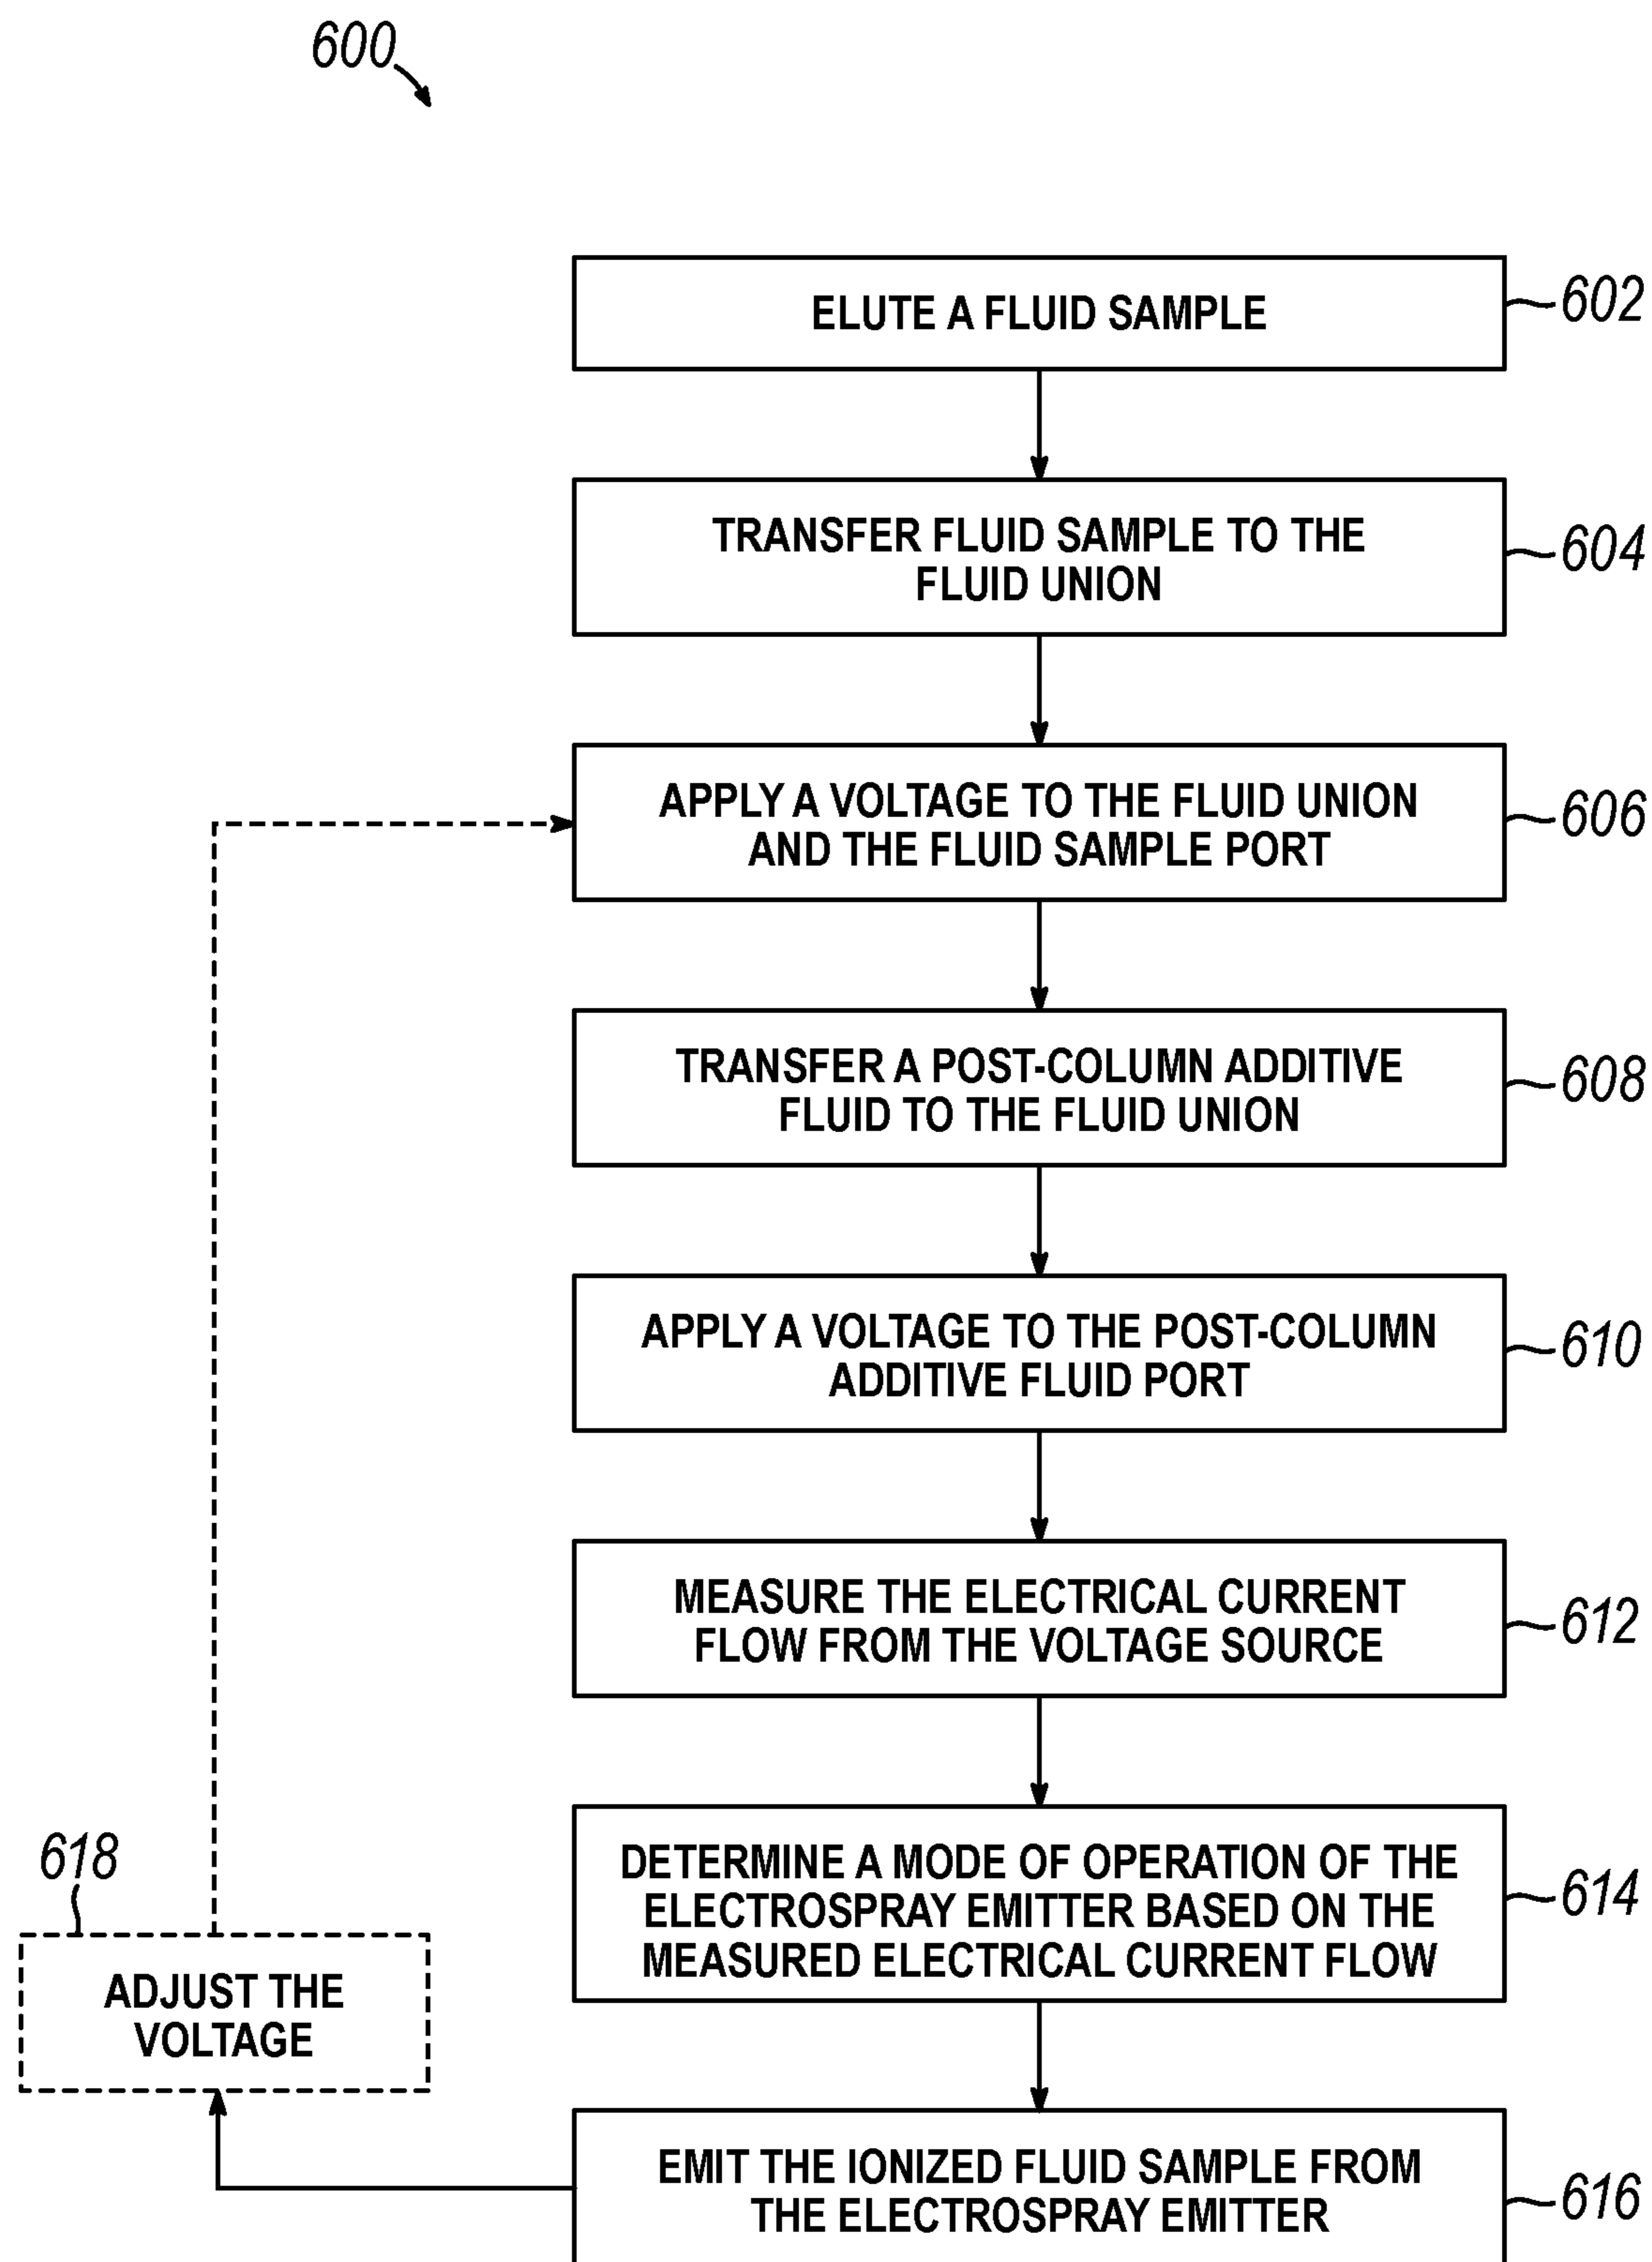 600
ELUTE A FLUID SAMPLE
602
TRANSFER FLUID SAMPLE TO THE
FLUID UNION
604
APPLY A VOLTAGE TO THE FLUID UNION
AND THE FLUID SAMPLE PORT
606
TRANSFER A POST-COLUMN ADDITIVE
FLUID TO THE FLUID UNION
608
APPLY A VOLTAGE TO THE POST-COLUMN
ADDITIVE FLUID PORT
610
MEASURE THE ELECTRICAL CURRENT
FLOW FROM THE VOLTAGE SOURCE
612
DETERMINE A MODE OF OPERATION OF THE
ELECTROSPRAY EMITTER BASED ON THE
MEASURED ELECTRICAL CURRENT FLOW
614
618
ADJUST THE
VOLTAGE
EMIT THE IONIZED FLUID SAMPLE FROM
THE ELECTROSPRAY EMITTER
616